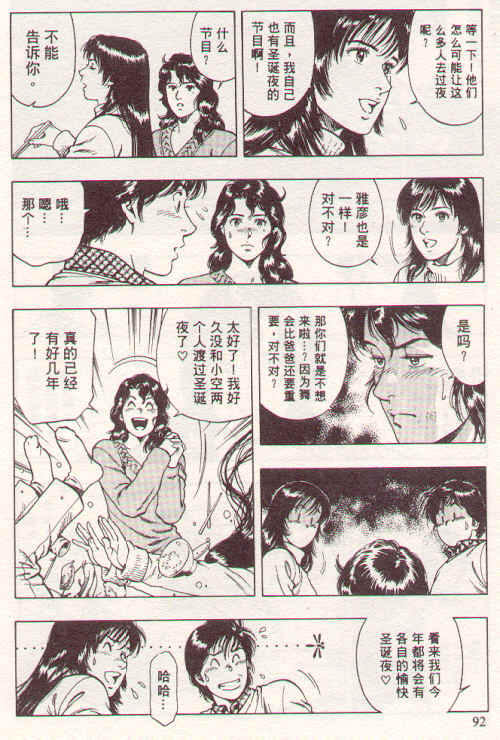 等一下！他们
怎么可能让这
么多人去过夜
呢？
而且，我自己
也有圣诞夜的
节目啊！
什么
节目？
不能
告诉你。
雅彦也是
一样！
对不对？
哦…
嗯…
那个…
是吗？
那你们就是不想
来啦…？因为舞
会比爸爸还要重
要，对不对？
太好了！我好
久没和小空两
个人渡过圣诞
夜了♡
真的已经
有好几年
了！
看来我们今
年都将会有
各自的愉快
圣诞夜♡
哈哈…
92